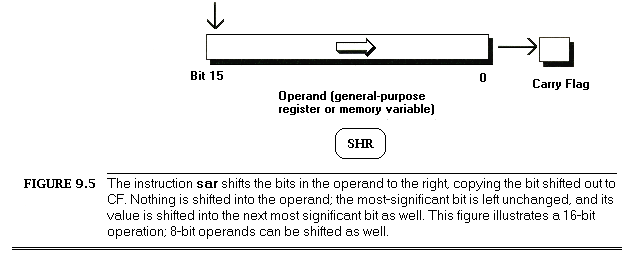 Bit 15
0
Carry Flag
Operand (general-purpose
register or memory variable)
SHR
FIGURE 9.5 The instruction sar shifts the bits in the operand to the right, copying the bit shifted out to
CF. Nothing is shifted into the operand; the most-significant bit is left unchanged, and its
value is shifted into the next most significant bit as well. This figure illustrates a 16-bit
operation; 8-bit operands can be shifted as well.